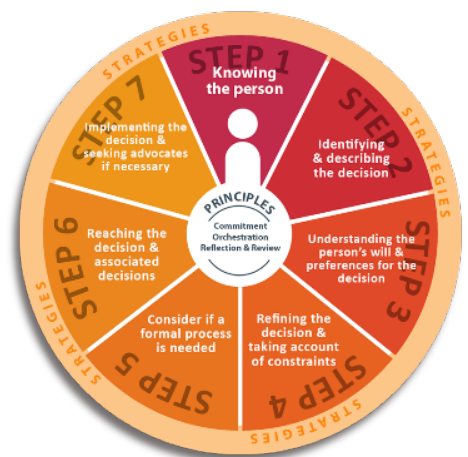 STEP 1
Knowing
the person
STEP 2
Identifying
& describing
the decision
STEP 3
Understanding the
person's will &
preferences for the
decision
STEP 4
Refining the
decision &
taking account
of constraints
STEP 5
Consider if a
formal process
is needed
STEP 6
Reaching the
decision &
associated
decisions
STEP 7
Implementing the
decision &
seeking advocates
if necessary
PRINCIPLES
Commitment
Orchestration
Reflection & Review
STRATEGIES
STRATEGIES
STRATEGIES
STRATEGIES